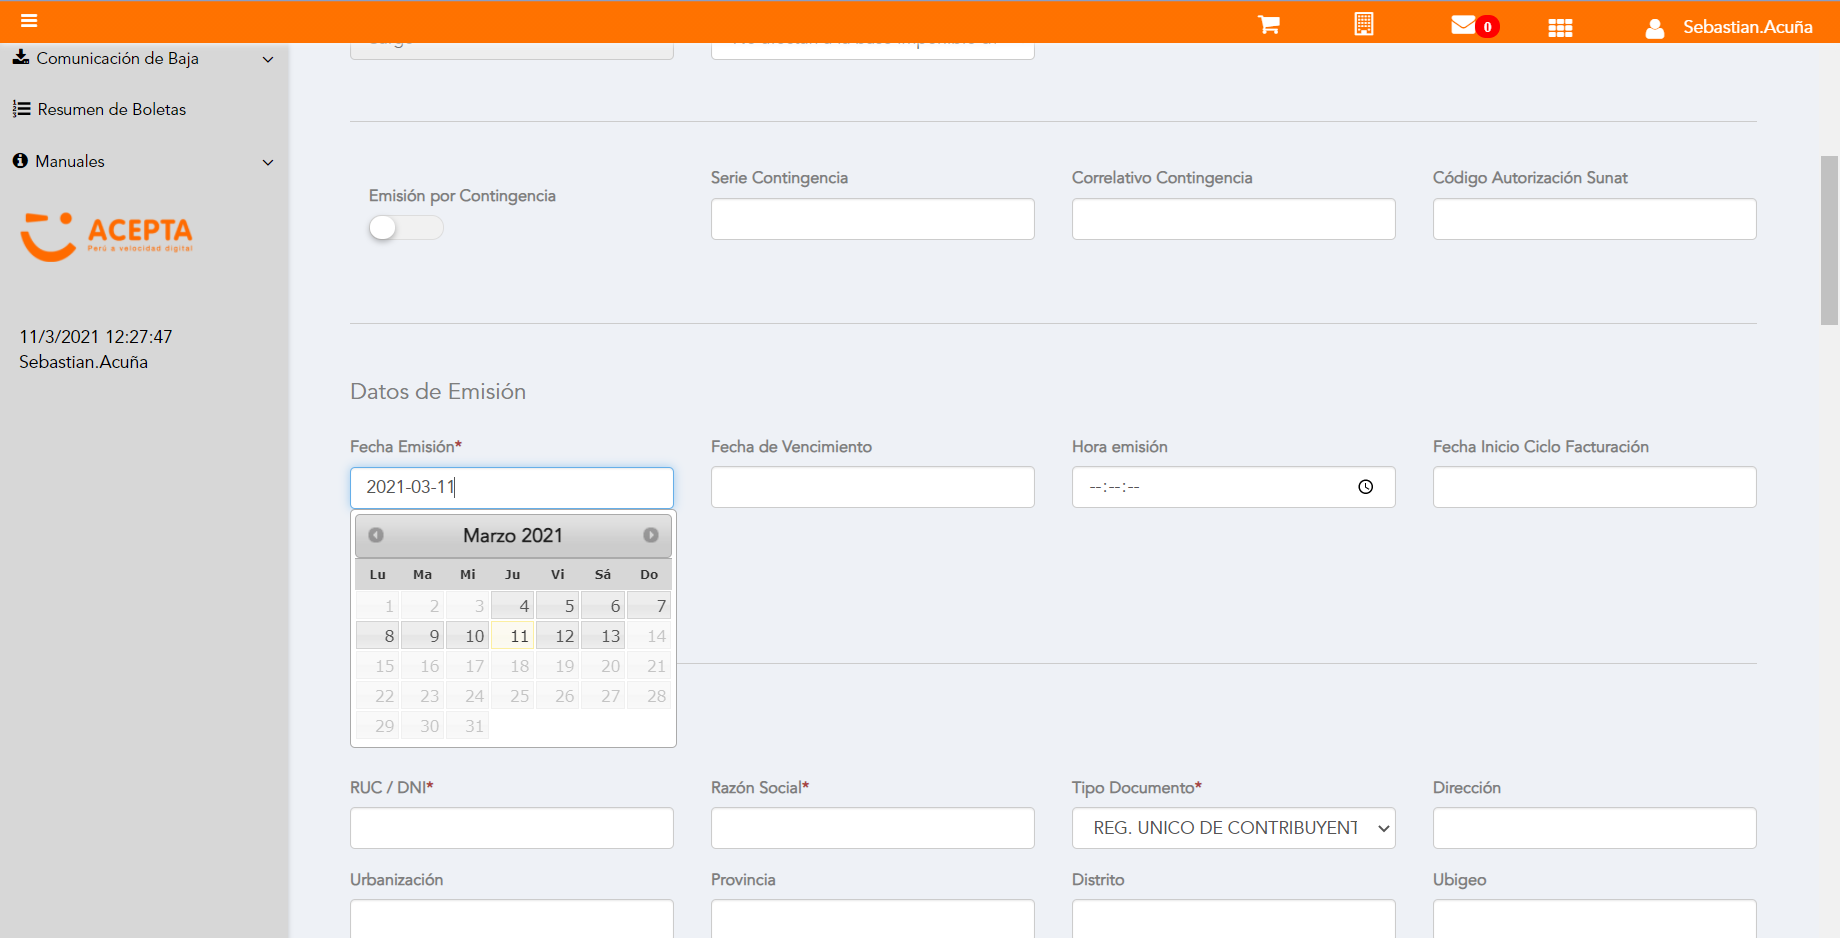 0
Sebastian.Acuña
Comunicación de Baja
Resumen de Boletas
Manuales
ACEPTA
Perú a velocidad digital
11/3/2021 12:27:47
Sebastian.Acuña
Emisión por Contingencia
Serie Contingencia
Correlativo Contingencia
Código Autorización Sunat
Datos de Emisión
Fecha Emisión*
Fecha de Vencimiento
Hora emisión
Fecha Inicio Ciclo Facturación
2021-03-11
--:--:--
Marzo 2021
Lu Ma Mi Ju Vi Sá Do
1 2 3 4 5 6 7
8 9 10 11 12 13 14
15 16 17 18 19 20 21
22 23 24 25 26 27 28
29 30 31
RUC / DNI*
Razón Social*
Tipo Documento*
Dirección
REG. UNICO DE CONTRIBUYENT
Urbanización
Provincia
Distrito
Ubigeo